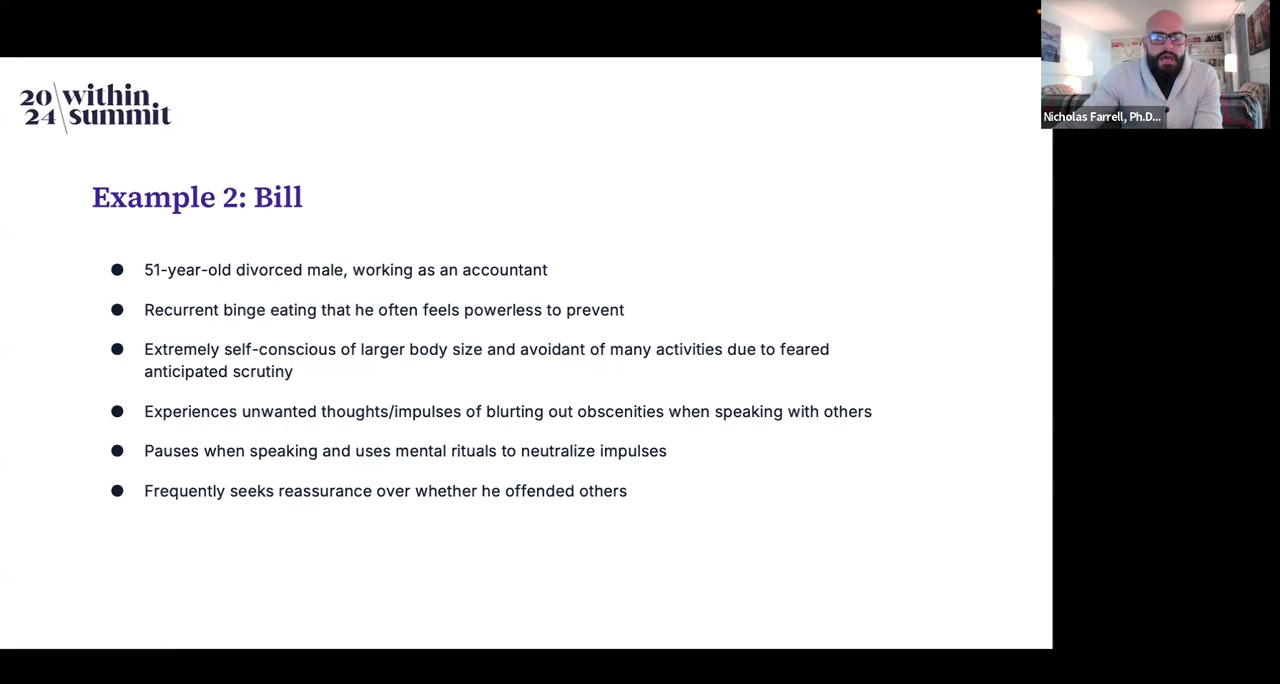 20 within
24 summit
Nicholas Farrell, Ph.D...
Example 2: Bill
● 51-year-old divorced male, working as an accountant
● Recurrent binge eating that he often feels powerless to prevent
● Extremely self-conscious of larger body size and avoidant of many activities due to feared
anticipated scrutiny
● Experiences unwanted thoughts/impulses of blurting out obscenities when speaking with others
● Pauses when speaking and uses mental rituals to neutralize impulses
● Frequently seeks reassurance over whether he offended others